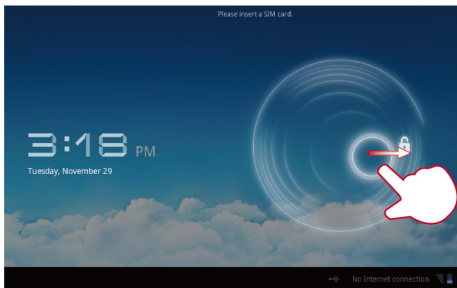 Please insert a SIM card.
3:18 PM
Tuesday, November 29
No Internet connection